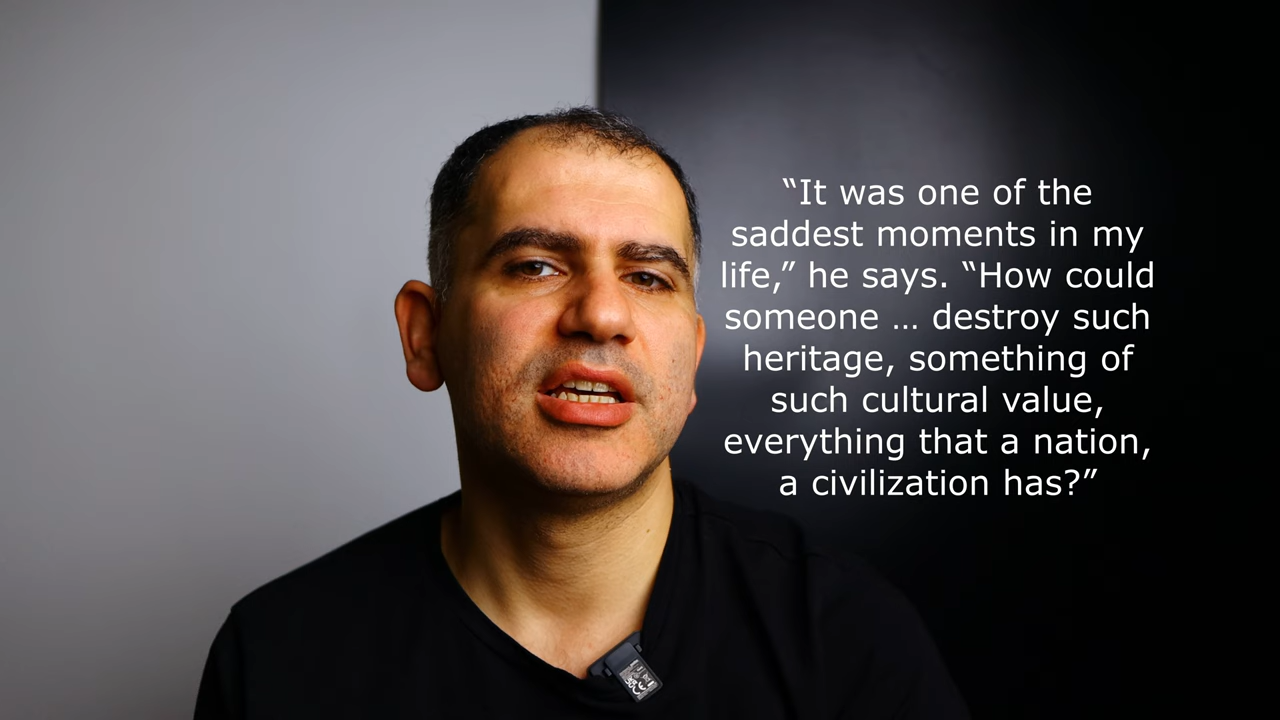 “It was one of the
saddest moments in my
life,” he says. “How could
someone … destroy such
heritage, something of
such cultural value,
everything that a nation,
a civilization has?”